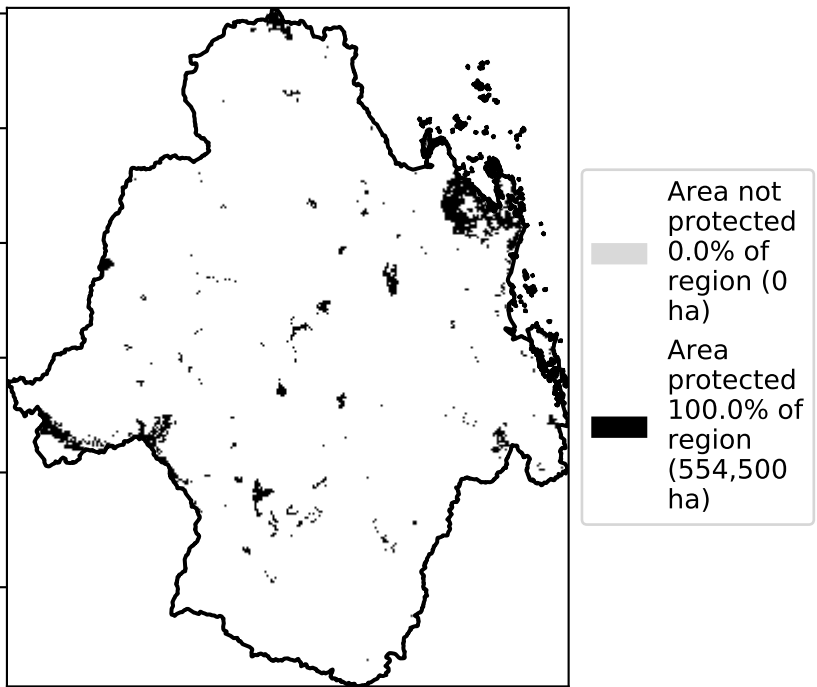 Area not
protected
0.0% of
region (0
ha)
Area
protected
100.0% of
region
(554,500
ha)